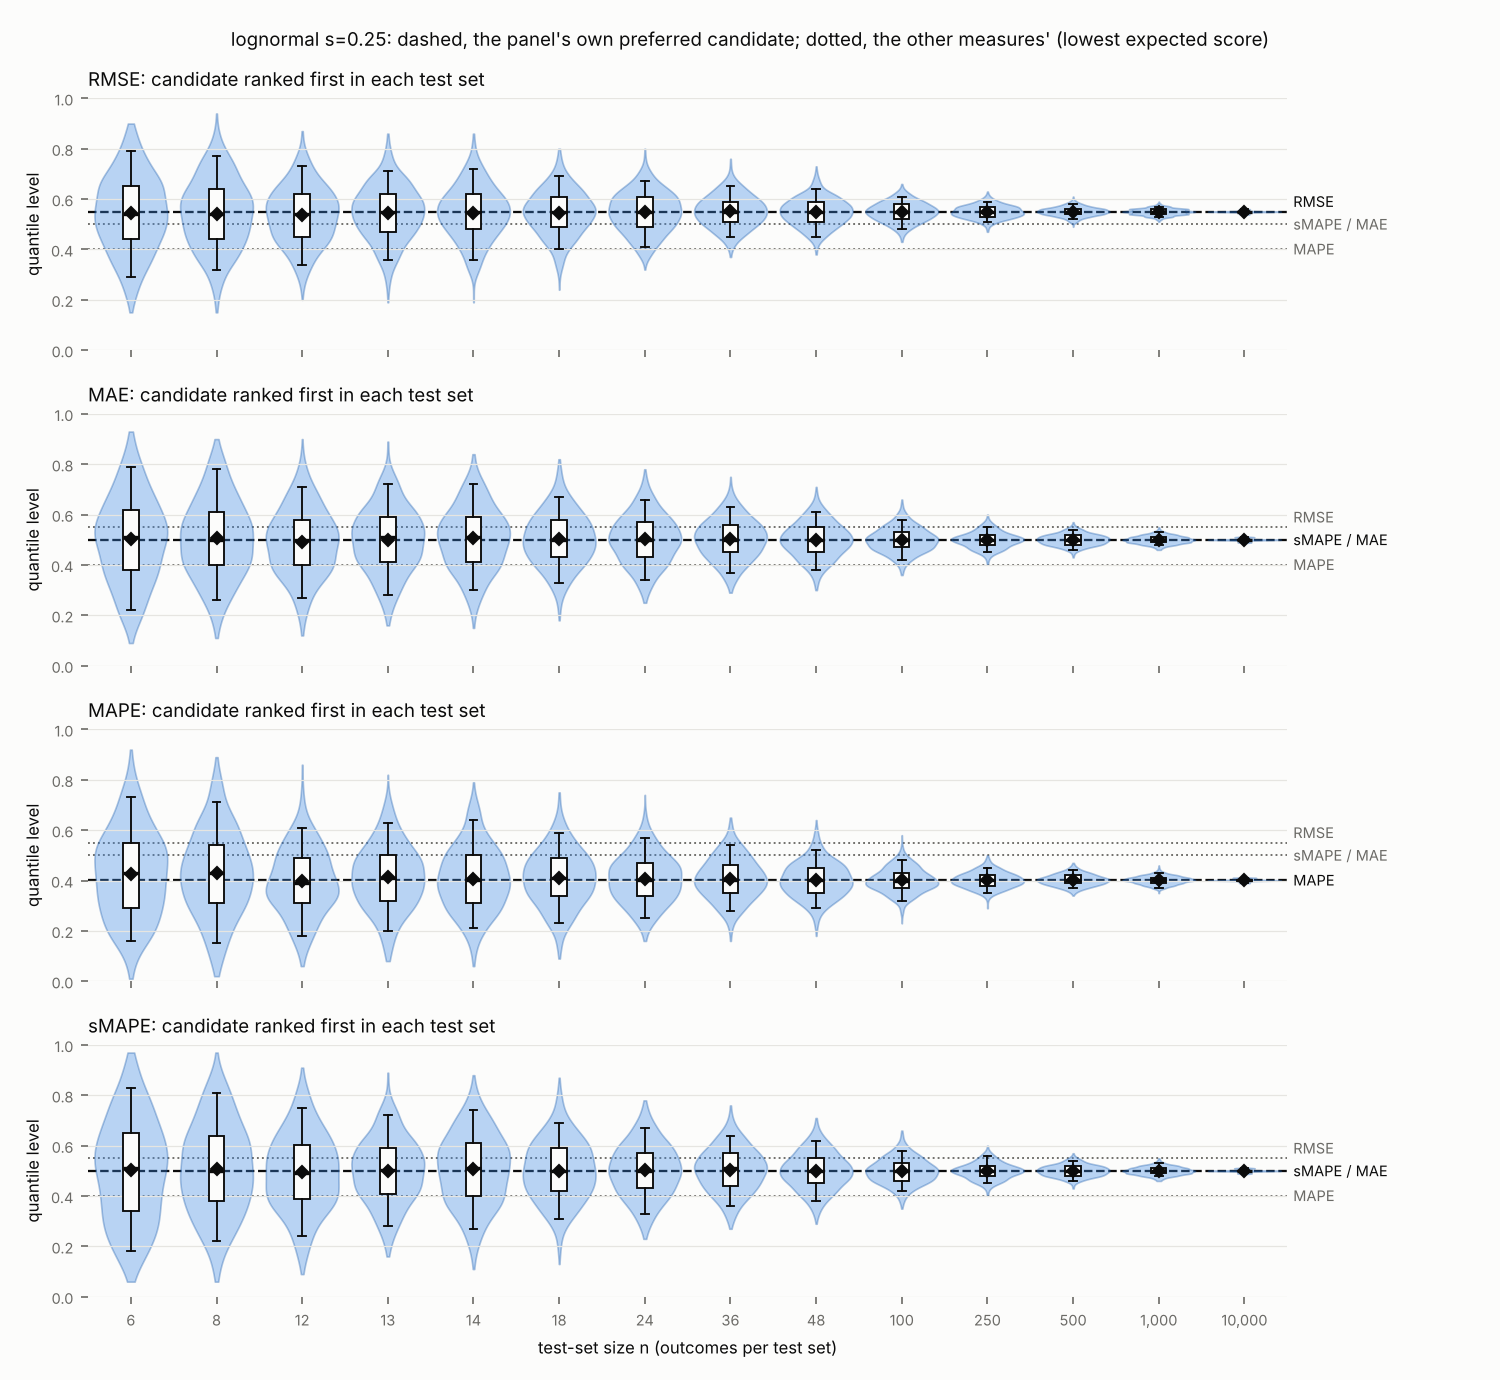 lognormal s=0.25: dashed, the panel's own preferred candidate; dotted, the other measures' (lowest expected score)
RMSE: candidate ranked first in each test set
quantile level
1.0
0.8
0.6
0.4
0.2
0.0
RMSE
sMAPE / MAE
MAPE
MAE: candidate ranked first in each test set
quantile level
1.0
0.8
0.6
0.4
0.2
0.0
RMSE
sMAPE / MAE
MAPE
MAPE: candidate ranked first in each test set
quantile level
1.0
0.8
0.6
0.4
0.2
0.0
RMSE
sMAPE / MAE
MAPE
sMAPE: candidate ranked first in each test set
quantile level
1.0
0.8
0.6
0.4
0.2
0.0
RMSE
sMAPE / MAE
MAPE
6 8 12 13 14 18 24 36 48 100 250 500 1,000 10,000
test-set size n (outcomes per test set)